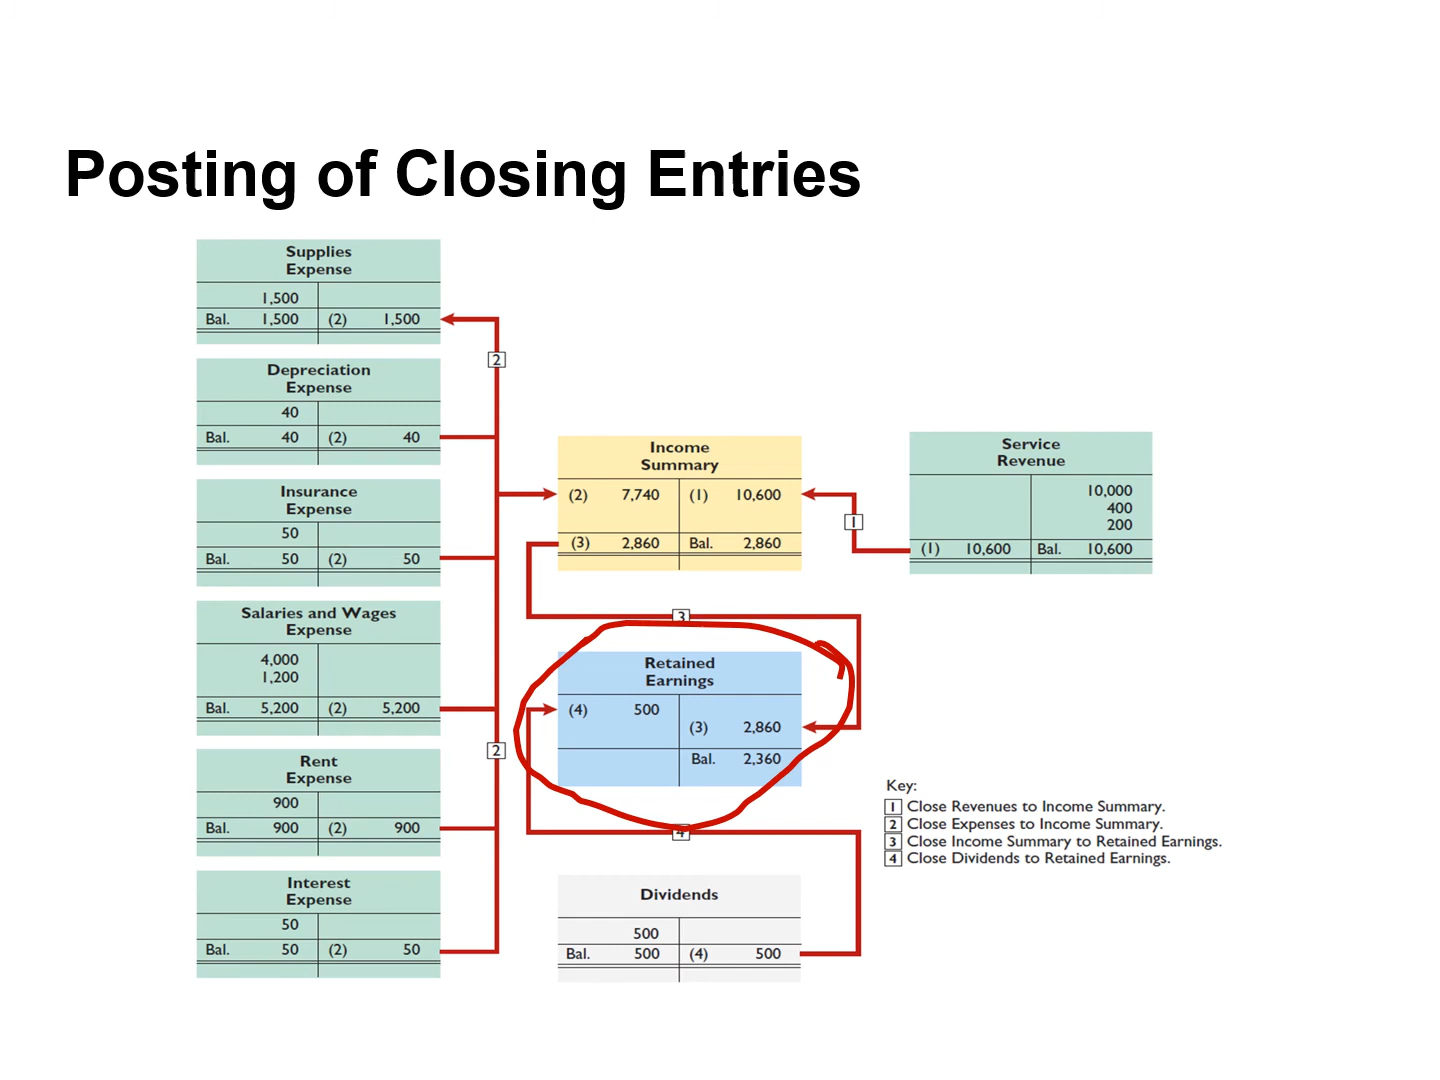 Posting of Closing Entries
Supplies
Expense
1,500
Bal. 1,500 (2) 1,500
2
Depreciation
Expense
40
Bal. 40 (2) 40
Insurance
Expense
50
Bal. 50 (2) 50
Salaries and Wages
Expense
4,000
1,200
Bal. 5,200 (2) 5,200
2
Rent
Expense
900
Bal. 900 (2) 900
Interest
Expense
50
Bal. 50 (2) 50
Income
Summary
(2) 7,740 (1) 10,600
(3) 2,860 Bal. 2,860
1
Service
Revenue
10,000
400
200
(1) 10,600 Bal. 10,600
3
Retained
Earnings
(4) 500
(3) 2,860
Bal. 2,360
4
Dividends
500
Bal. 500 (4) 500
Key:
1 Close Revenues to Income Summary.
2 Close Expenses to Income Summary.
3 Close Income Summary to Retained Earnings.
4 Close Dividends to Retained Earnings.